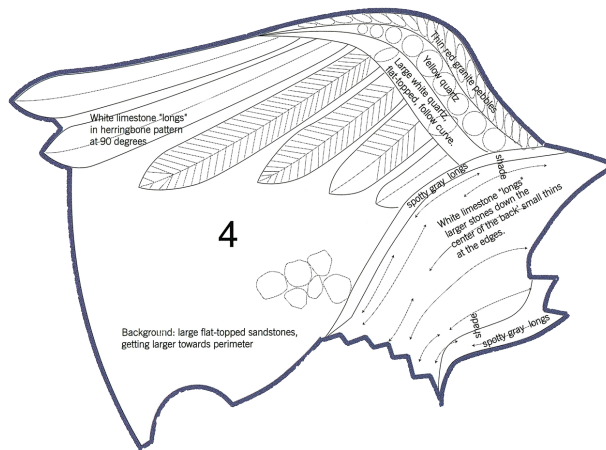 Thin red granite pebbles
Yellow quartz
Large white quartz,
flat-topped, follow curve.
White limestone "longs"
in herringbone pattern
at 90 degrees
shade
spotty gray longs
White limestone "longs"
larger stones down the
center of the back' small thins
at the edges.
4
Background: large flat-topped sandstones,
getting larger towards perimeter
shade
spotty gray longs